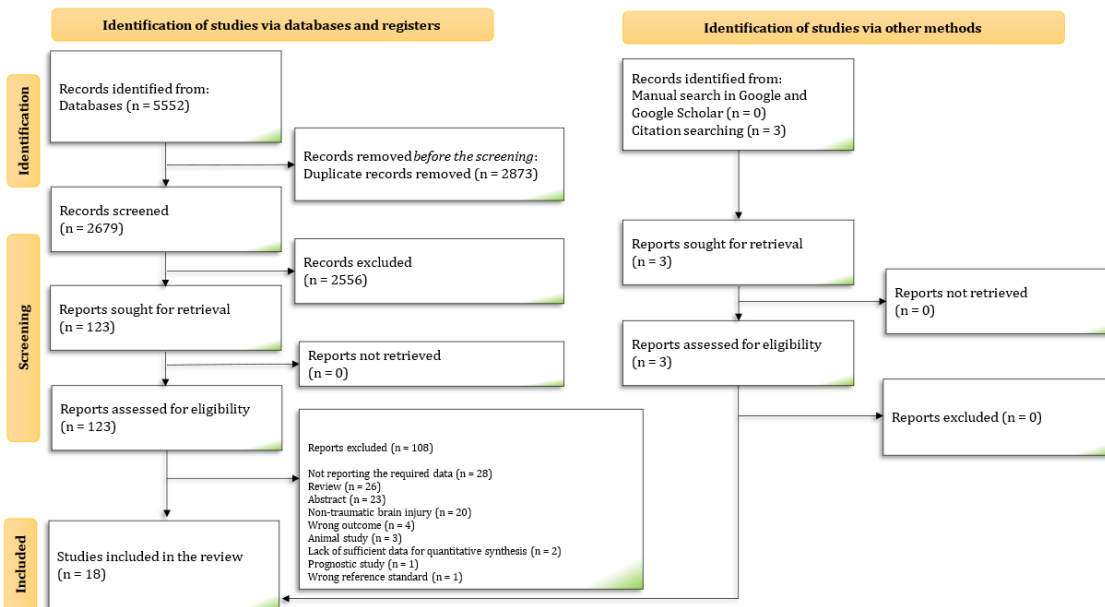 Identification of studies via databases and registers
Identification of studies via other methods
Identification
Records identified from:
Databases (n = 5552)
Records removed before the screening:
Duplicate records removed (n = 2873)
Records screened
(n = 2679)
Screening
Records excluded
(n = 2556)
Reports sought for retrieval
(n = 123)
Reports not retrieved
(n = 0)
Reports assessed for eligibility
(n = 123)
Reports excluded (n = 108)
Not reporting the required data (n = 28)
Review (n = 26)
Abstract (n = 23)
Non-traumatic brain injury (n = 20)
Wrong outcome (n = 4)
Animal study (n = 3)
Lack of sufficient data for quantitative synthesis (n = 2)
Prognostic study (n = 1)
Wrong reference standard (n = 1)
Included
Studies included in the review
(n = 18)
Records identified from:
Manual search in Google and
Google Scholar (n = 0)
Citation searching (n = 3)
Reports sought for retrieval
(n = 3)
Reports not retrieved
(n = 0)
Reports assessed for eligibility
(n = 3)
Reports excluded (n = 0)